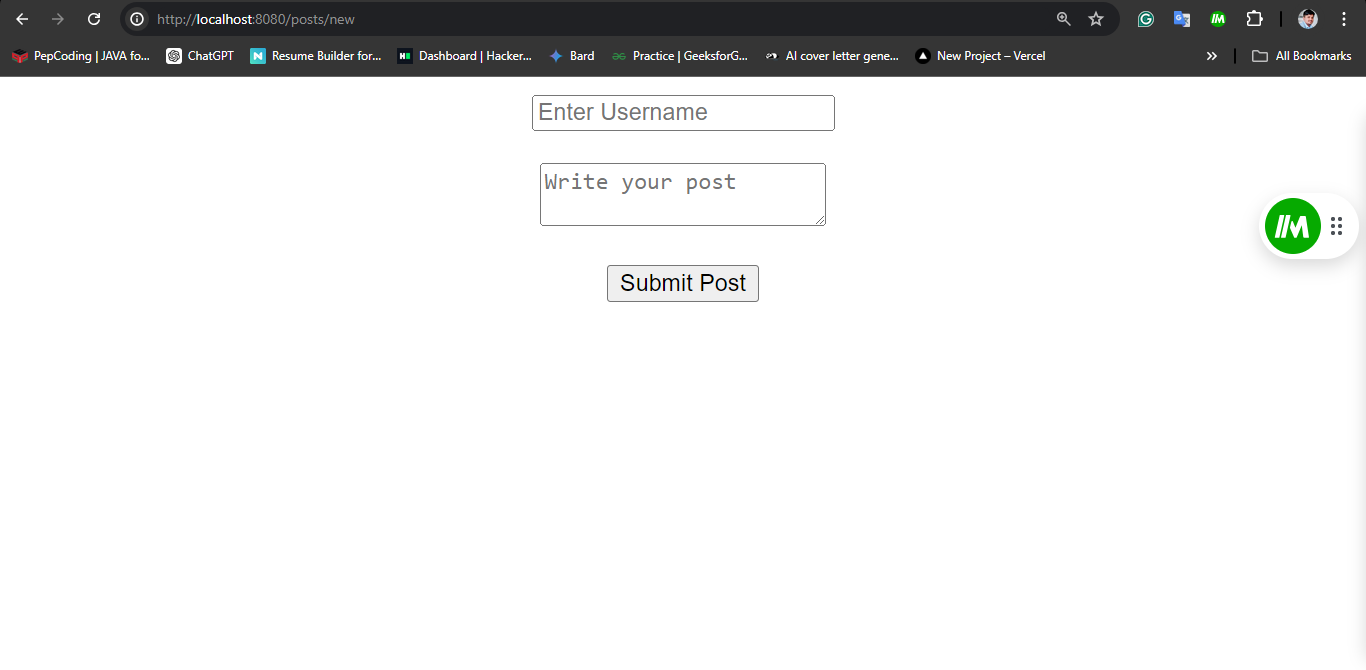 http://localhost:8080/posts/new
PepCoding | JAVA fo... ChatGPT Resume Builder for... Dashboard | Hacker... Bard Practice | GeeksforG... AI cover letter gene... New Project – Vercel » All Bookmarks
Enter Username
Write your post
Submit Post